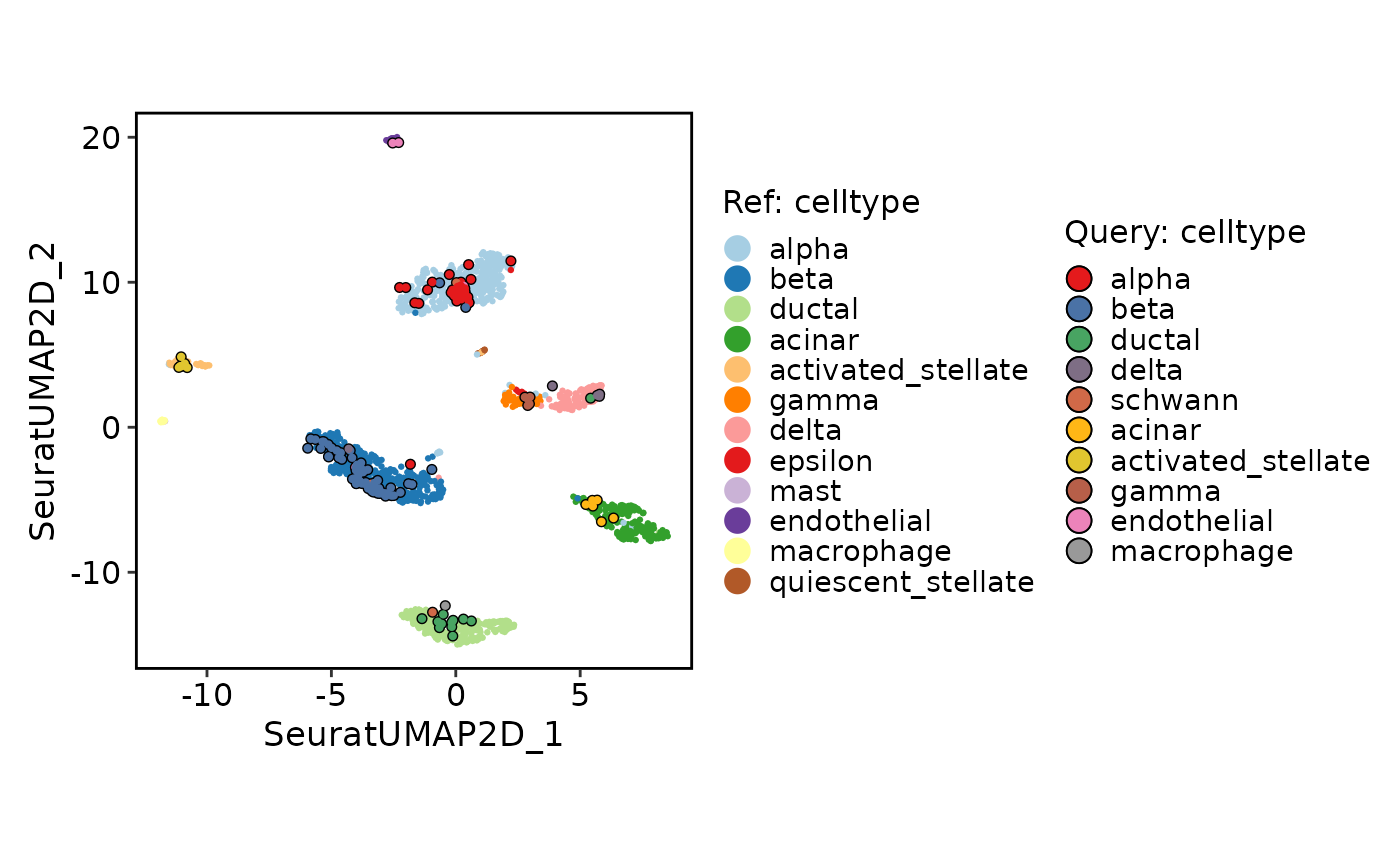 20
10
0
-10
SeuratUMAP2D_2
-10
-5
0
5
SeuratUMAP2D_1
Ref: celltype
alpha
beta
ductal
acinar
activated_stellate
gamma
delta
epsilon
mast
endothelial
macrophage
quiescent_stellate
Query: celltype
alpha
beta
ductal
delta
schwann
acinar
activated_stellate
gamma
endothelial
macrophage